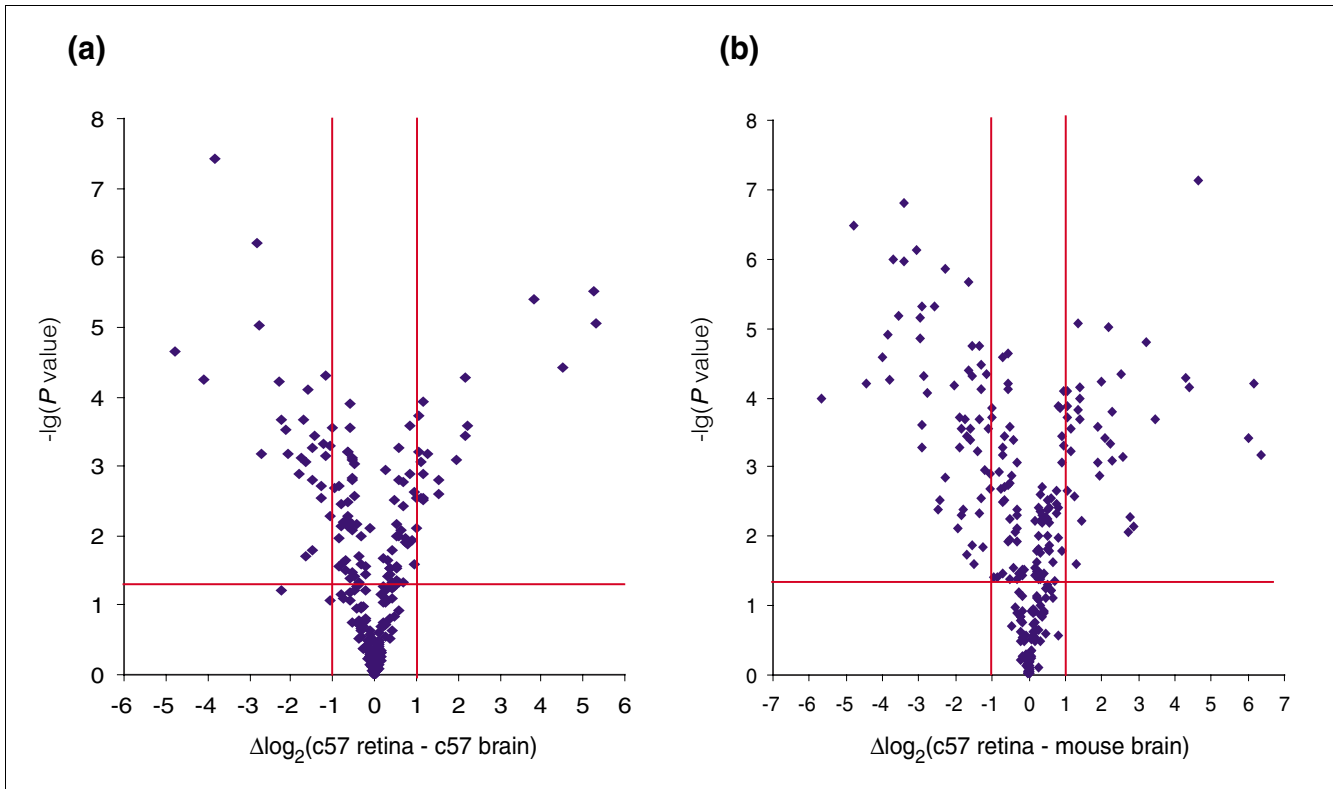 (a)
8
7
6
5
4
3
2
1
0
-6 -5 -4 -3 -2 -1 0 1 2 3 4 5 6
-lg(P value)
Δlog₂(c57 retina - c57 brain)
(b)
8
7
6
5
4
3
2
1
0
-7 -6 -5 -4 -3 -2 -1 0 1 2 3 4 5 6 7
-lg(P value)
Δlog₂(c57 retina - mouse brain)